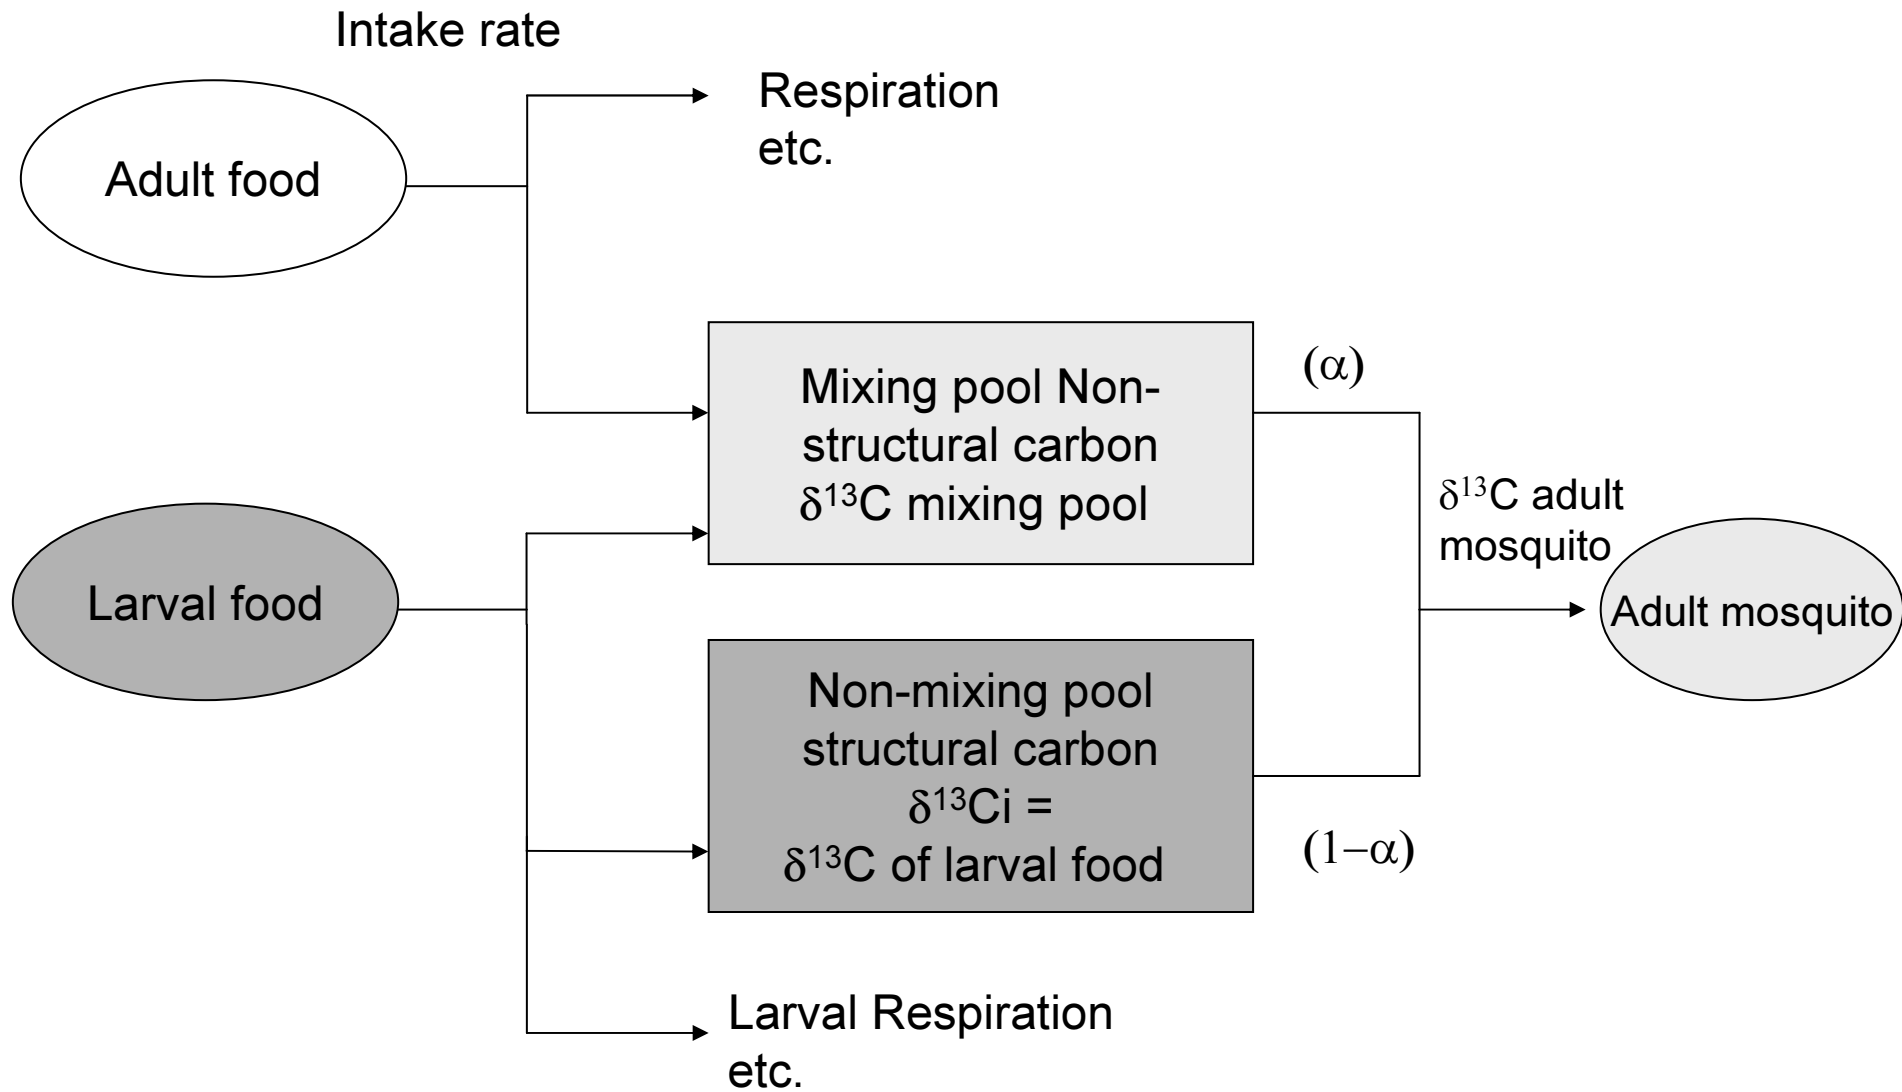 Intake rate
Respiration
etc.
Adult food
Mixing pool Non-
structural carbon
δ¹³C mixing pool
(α)
δ¹³C adult
mosquito
Larval food
Adult mosquito
Non-mixing pool
structural carbon
δ¹³Ci =
δ¹³C of larval food
(1−α)
Larval Respiration
etc.